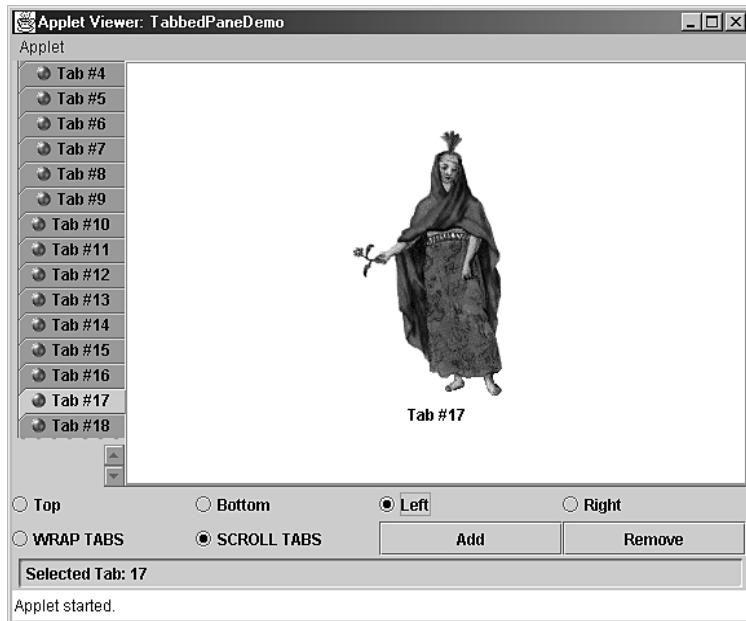 Applet Viewer: TabbedPaneDemo
Applet
Tab #4
Tab #5
Tab #6
Tab #7
Tab #8
Tab #9
Tab #10
Tab #11
Tab #12
Tab #13
Tab #14
Tab #15
Tab #16
Tab #17
Tab #18
Tab #17
Top Bottom Left Right
WRAP TABS SCROLL TABS Add Remove
Selected Tab: 17
Applet started.